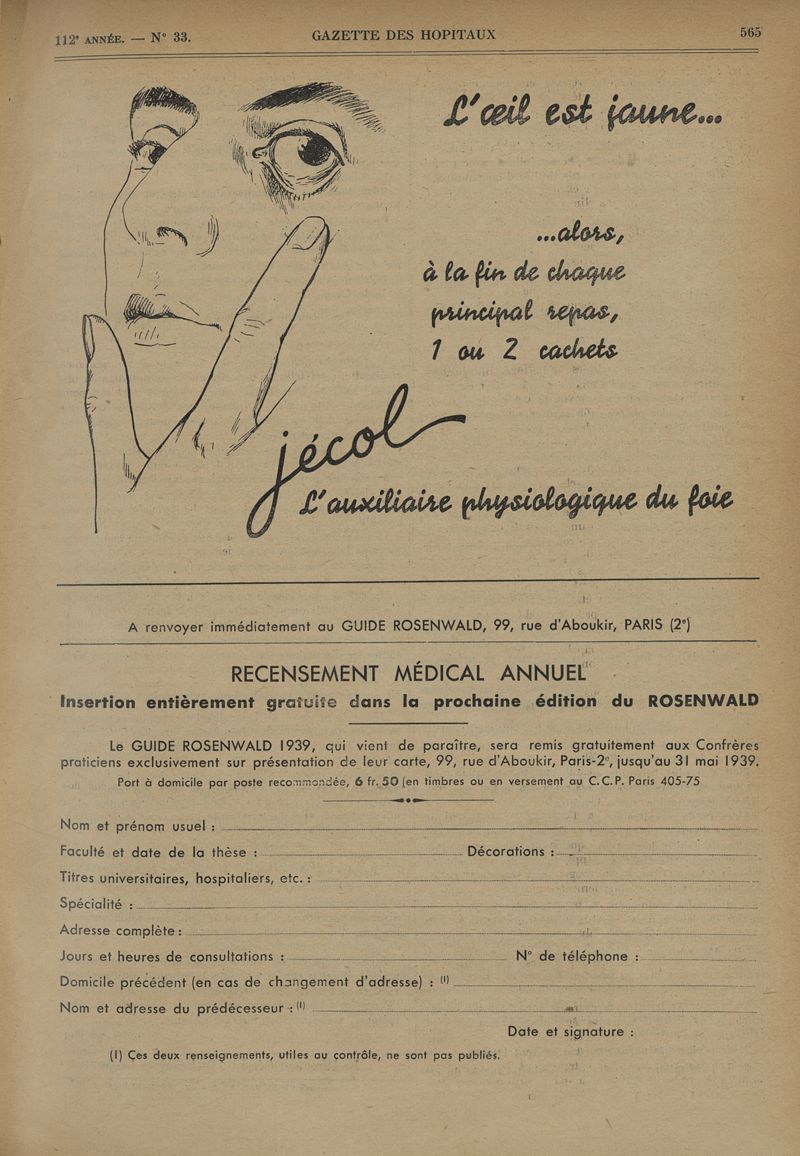 112e ANNÉE. — N° 33.
GAZETTE DES HOPITAUX
565
L'œil est jaune...
...alors,
à la fin de chaque
principal repas,
1 ou 2 cachets
jécol
L'auxiliaire physiologique du foie
A renvoyer immédiatement au GUIDE ROSENWALD, 99, rue d'Aboukir, PARIS (2e)
RECENSEMENT MÉDICAL ANNUEL
Insertion entièrement gratuite dans la prochaine édition du ROSENWALD
Le GUIDE ROSENWALD 1939, qui vient de paraître, sera remis gratuitement aux Confrères
praticiens exclusivement sur présentation de leur carte, 99, rue d'Aboukir, Paris-2e, jusqu'au 31 mai 1939.
Port à domicile par poste recommandée, 6 fr. 50 (en timbres ou en versement au C.C.P. Paris 405-75
Nom et prénom usuel :
Faculté et date de la thèse : Décorations :
Titres universitaires, hospitaliers, etc. :
Spécialité :
Adresse complète :
Jours et heures de consultations : N° de téléphone :
Domicile précédent (en cas de changement d'adresse) : (1)
Nom et adresse du prédécesseur : (1)
Date et signature :
(1) Ces deux renseignements, utiles au contrôle, ne sont pas publiés.